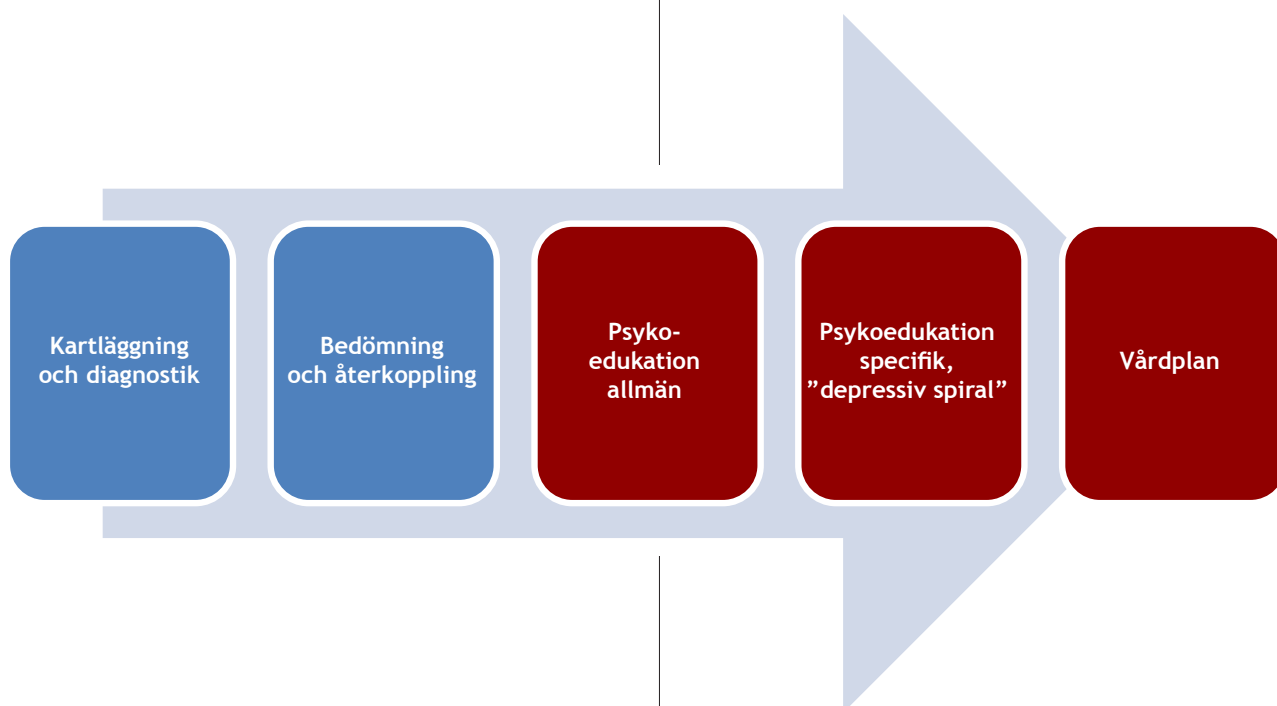 Kartläggning
och diagnostik
Bedömning
och återkoppling
Psyko-
edukation
allmän
Psykoedukation
specifik,
”depressiv spiral”
Vårdplan